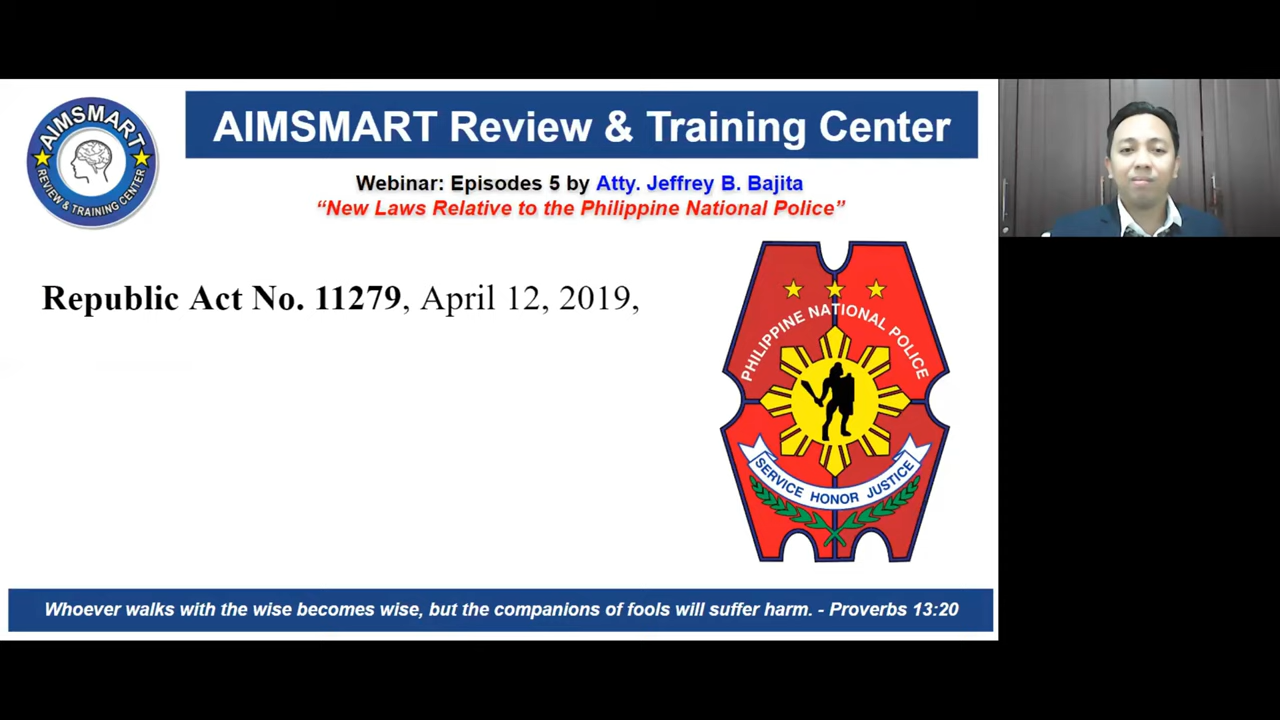 AIMSMART
REVIEW & TRAINING CENTER
AIMSMART Review & Training Center
Webinar: Episodes 5 by Atty. Jeffrey B. Bajita
“New Laws Relative to the Philippine National Police”
Republic Act No. 11279, April 12, 2019,
PHILIPPINE NATIONAL POLICE
SERVICE HONOR JUSTICE
Whoever walks with the wise becomes wise, but the companions of fools will suffer harm. - Proverbs 13:20